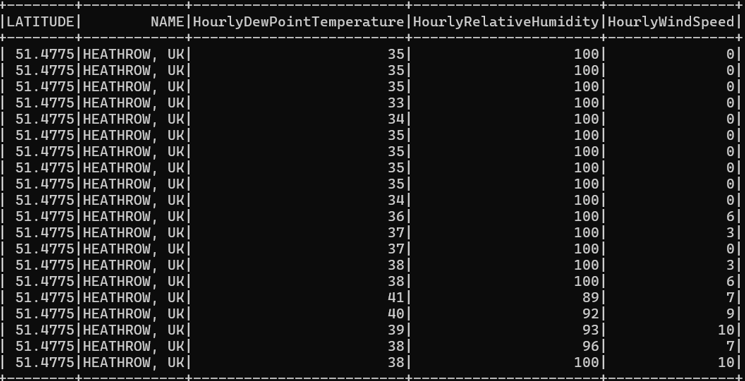 +--------+------------+-------------------------+----------------------+---------------+
|LATITUDE|        NAME|HourlyDewPointTemperature|HourlyRelativeHumidity|HourlyWindSpeed|
+--------+------------+-------------------------+----------------------+---------------+
| 51.4775|HEATHROW, UK|                       35|                   100|              0|
| 51.4775|HEATHROW, UK|                       35|                   100|              0|
| 51.4775|HEATHROW, UK|                       35|                   100|              0|
| 51.4775|HEATHROW, UK|                       33|                   100|              0|
| 51.4775|HEATHROW, UK|                       34|                   100|              0|
| 51.4775|HEATHROW, UK|                       35|                   100|              0|
| 51.4775|HEATHROW, UK|                       35|                   100|              0|
| 51.4775|HEATHROW, UK|                       35|                   100|              0|
| 51.4775|HEATHROW, UK|                       35|                   100|              0|
| 51.4775|HEATHROW, UK|                       34|                   100|              0|
| 51.4775|HEATHROW, UK|                       36|                   100|              6|
| 51.4775|HEATHROW, UK|                       37|                   100|              3|
| 51.4775|HEATHROW, UK|                       37|                   100|              0|
| 51.4775|HEATHROW, UK|                       38|                   100|              3|
| 51.4775|HEATHROW, UK|                       38|                   100|              6|
| 51.4775|HEATHROW, UK|                       41|                    89|              7|
| 51.4775|HEATHROW, UK|                       40|                    92|              9|
| 51.4775|HEATHROW, UK|                       39|                    93|             10|
| 51.4775|HEATHROW, UK|                       38|                    96|              7|
| 51.4775|HEATHROW, UK|                       38|                   100|             10|
+--------+------------+-------------------------+----------------------+---------------+